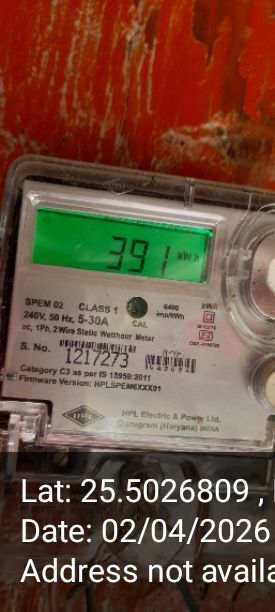 391 kWh
SPEM 02 CLASS 1 6400 imp/kWh
240V, 50 Hz, 5-30A CAL
ac, 1Ph, 2Wire Static Watthour Meter
S. No. 1217273
Category C3 as per IS 15959:2011
Firmware Version: HPLSPEM6XXX01
HPL HPL Electric & Power Ltd.
Gurugram (Haryana) INDIA
Lat: 25.5026809 ,
Date: 02/04/2026
Address not availa